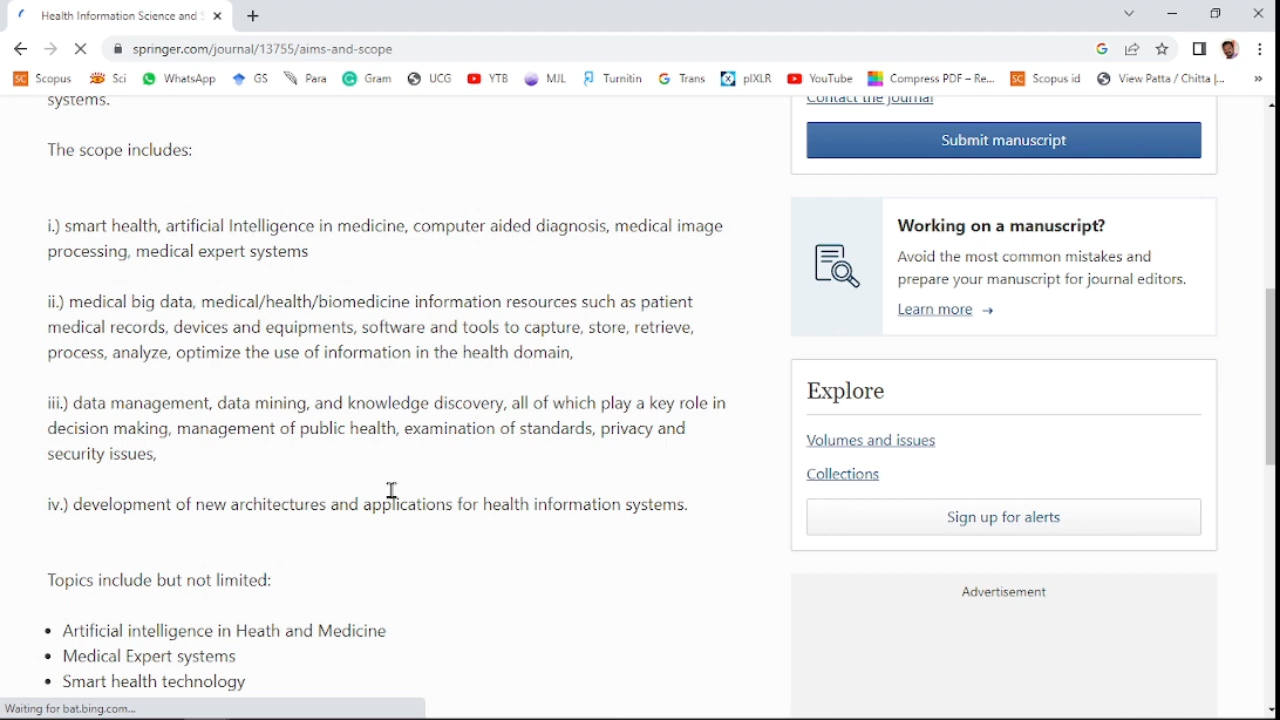 Health Information Science and S
springer.com/journal/13755/aims-and-scope
Scopus
Sci
WhatsApp
GS
Para
Gram
UCG
YTB
MJL
Turnitin
Trans
pIXLR
YouTube
Compress PDF – Re...
Scopus id
View Patta / Chitta |...
»
systems.
The scope includes:
i.) smart health, artificial Intelligence in medicine, computer aided diagnosis, medical image
processing, medical expert systems
ii.) medical big data, medical/health/biomedicine information resources such as patient
medical records, devices and equipments, software and tools to capture, store, retrieve,
process, analyze, optimize the use of information in the health domain,
iii.) data management, data mining, and knowledge discovery, all of which play a key role in
decision making, management of public health, examination of standards, privacy and
security issues,
iv.) development of new architectures and applications for health information systems.
Topics include but not limited:
• Artificial intelligence in Heath and Medicine
• Medical Expert systems
• Smart health technology
Contact the journal
Submit manuscript
Working on a manuscript?
Avoid the most common mistakes and
prepare your manuscript for journal editors.
Learn more →
Explore
Volumes and issues
Collections
Sign up for alerts
Advertisement
Waiting for bat.bing.com...